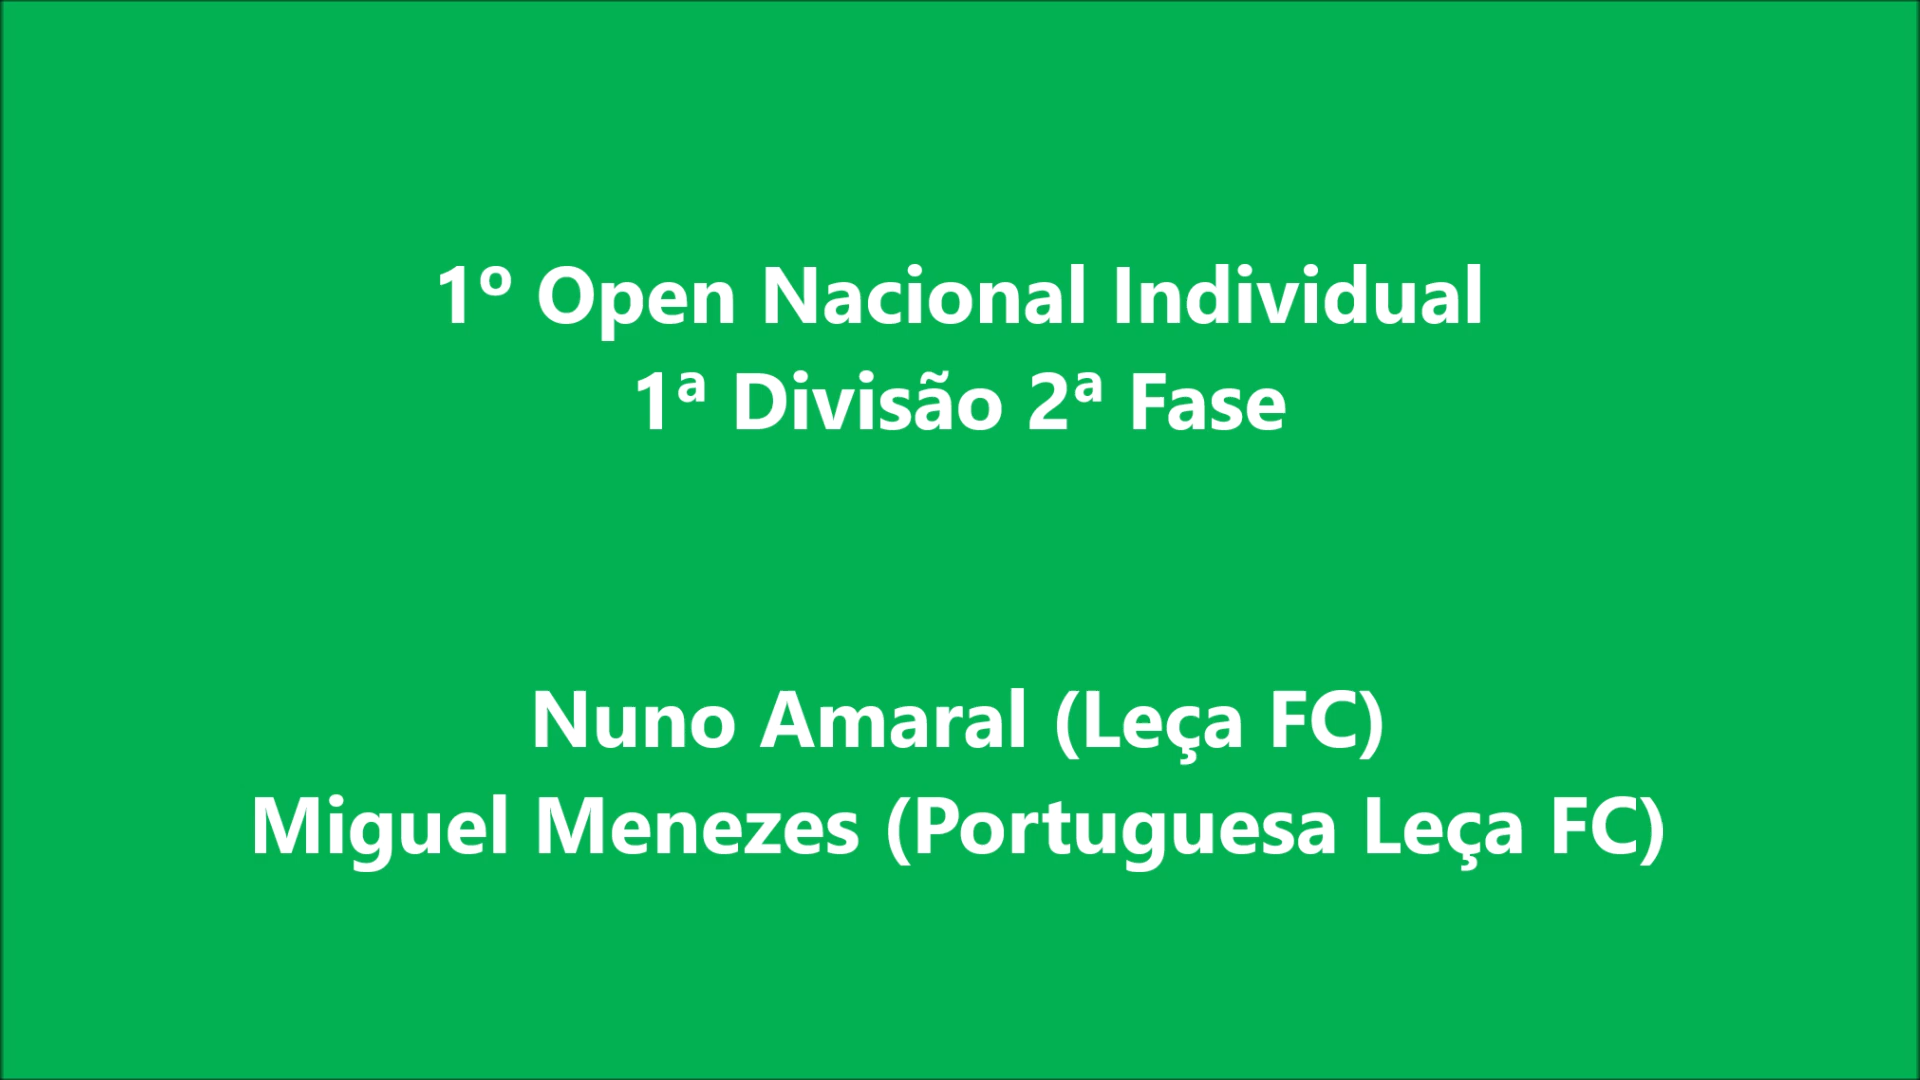 1º Open Nacional Individual
1ª Divisão 2ª Fase
Nuno Amaral (Leça FC)
Miguel Menezes (Portuguesa Leça FC)